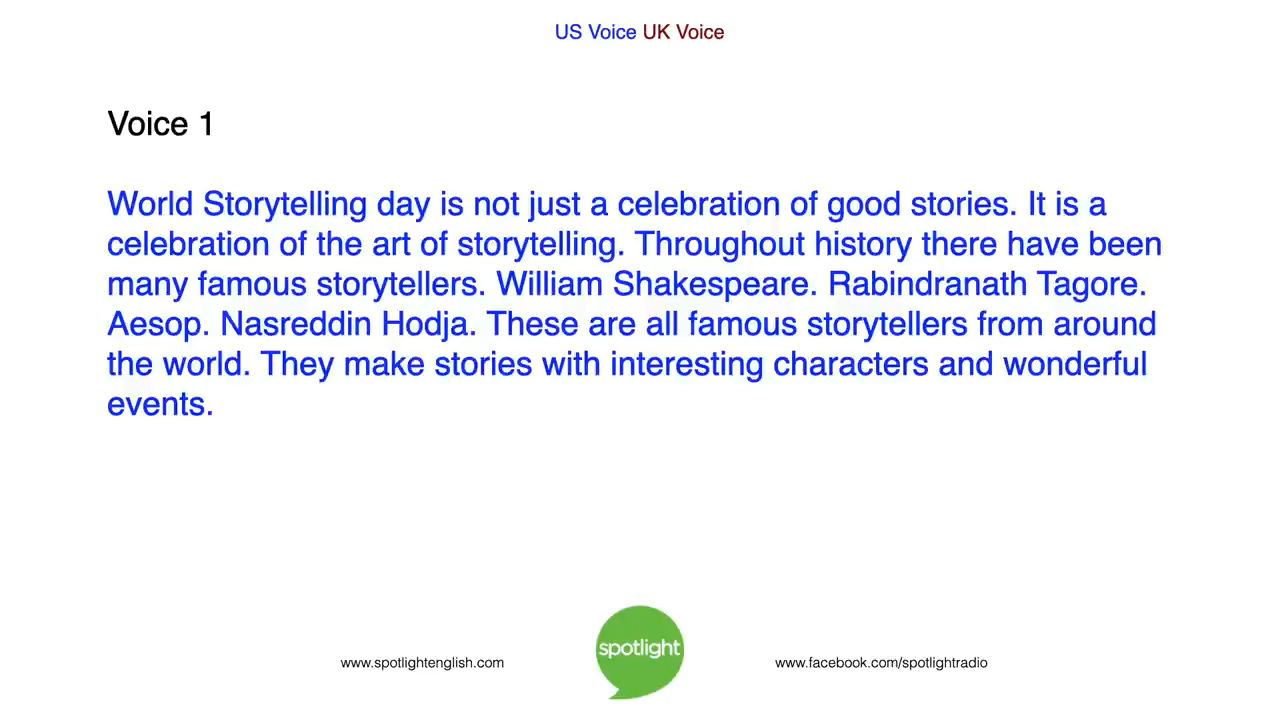 US Voice UK Voice
Voice 1
World Storytelling day is not just a celebration of good stories. It is a
celebration of the art of storytelling. Throughout history there have been
many famous storytellers. William Shakespeare. Rabindranath Tagore.
Aesop. Nasreddin Hodja. These are all famous storytellers from around
the world. They make stories with interesting characters and wonderful
events.
spotlight
www.spotlightenglish.com
www.facebook.com/spotlightradio